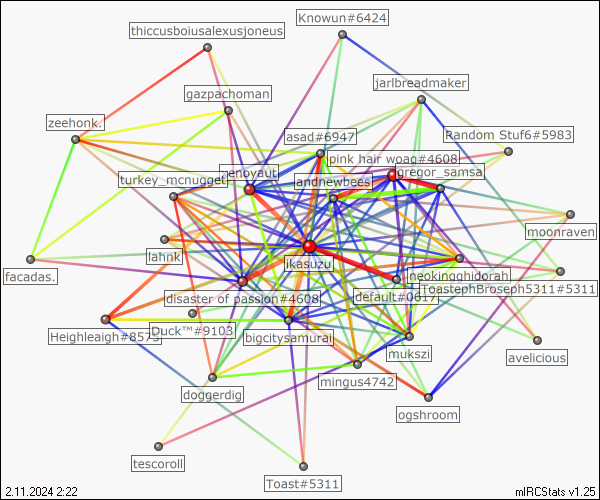 Knowun#6424
thiccusboiusalexusjoneus
jarlbreadmaker
gazpachoman
zeehonk.
Random Stuf6#5983
asad#6947
pink hair woag#4608
renovaut
gregor_samsa
turkey_mcnugget
andnewbees
moonraven
lahnk
ikasuzu
neokinghidorah
facadas.
ToastephBroseph5311#5311
disaster of passion#4608
default#0617
Duck™#9103
Heighleaigh#8575
bigcitysamurai
avelicious
mukszi
mingus4742
doggerdig
ogshroom
tescoroll
Toast#5311
2.11.2024 2:22
mIRCStats v1.25